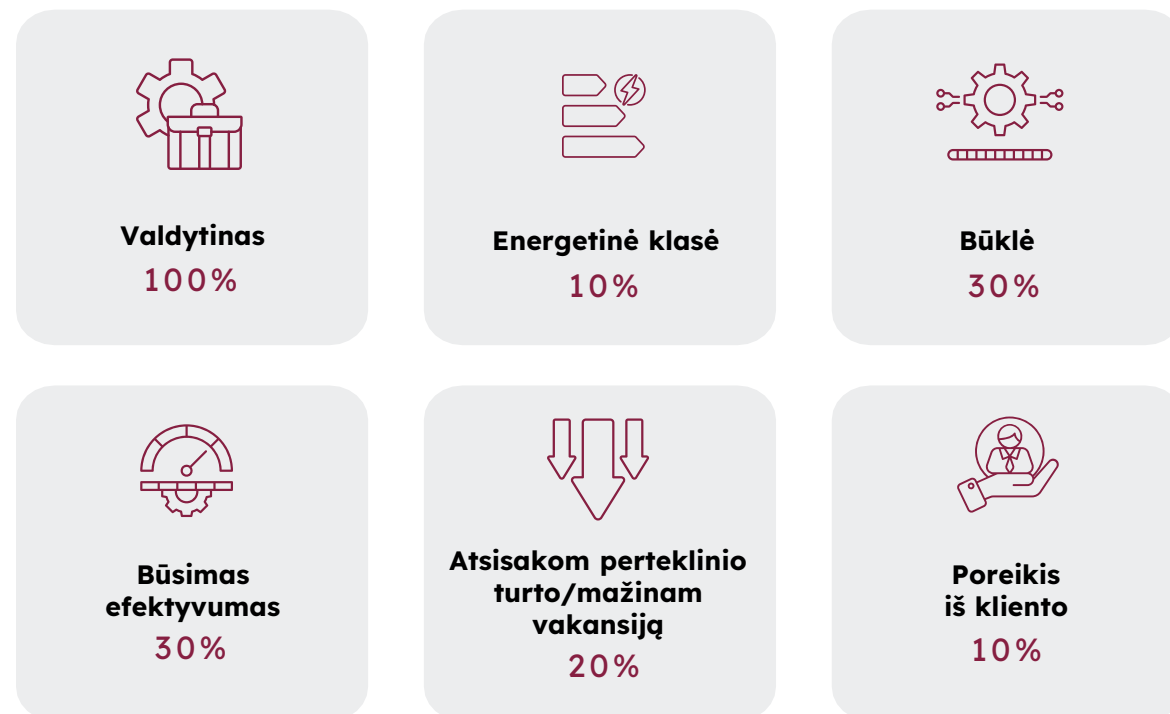 Valdytinas
100%
Energetinė klasė
10%
Būklė
30%
Būsimas
efektyvumas
30%
Atsisakom perteklinio
turto/mažinam
vakansiją
20%
Poreikis
iš kliento
10%